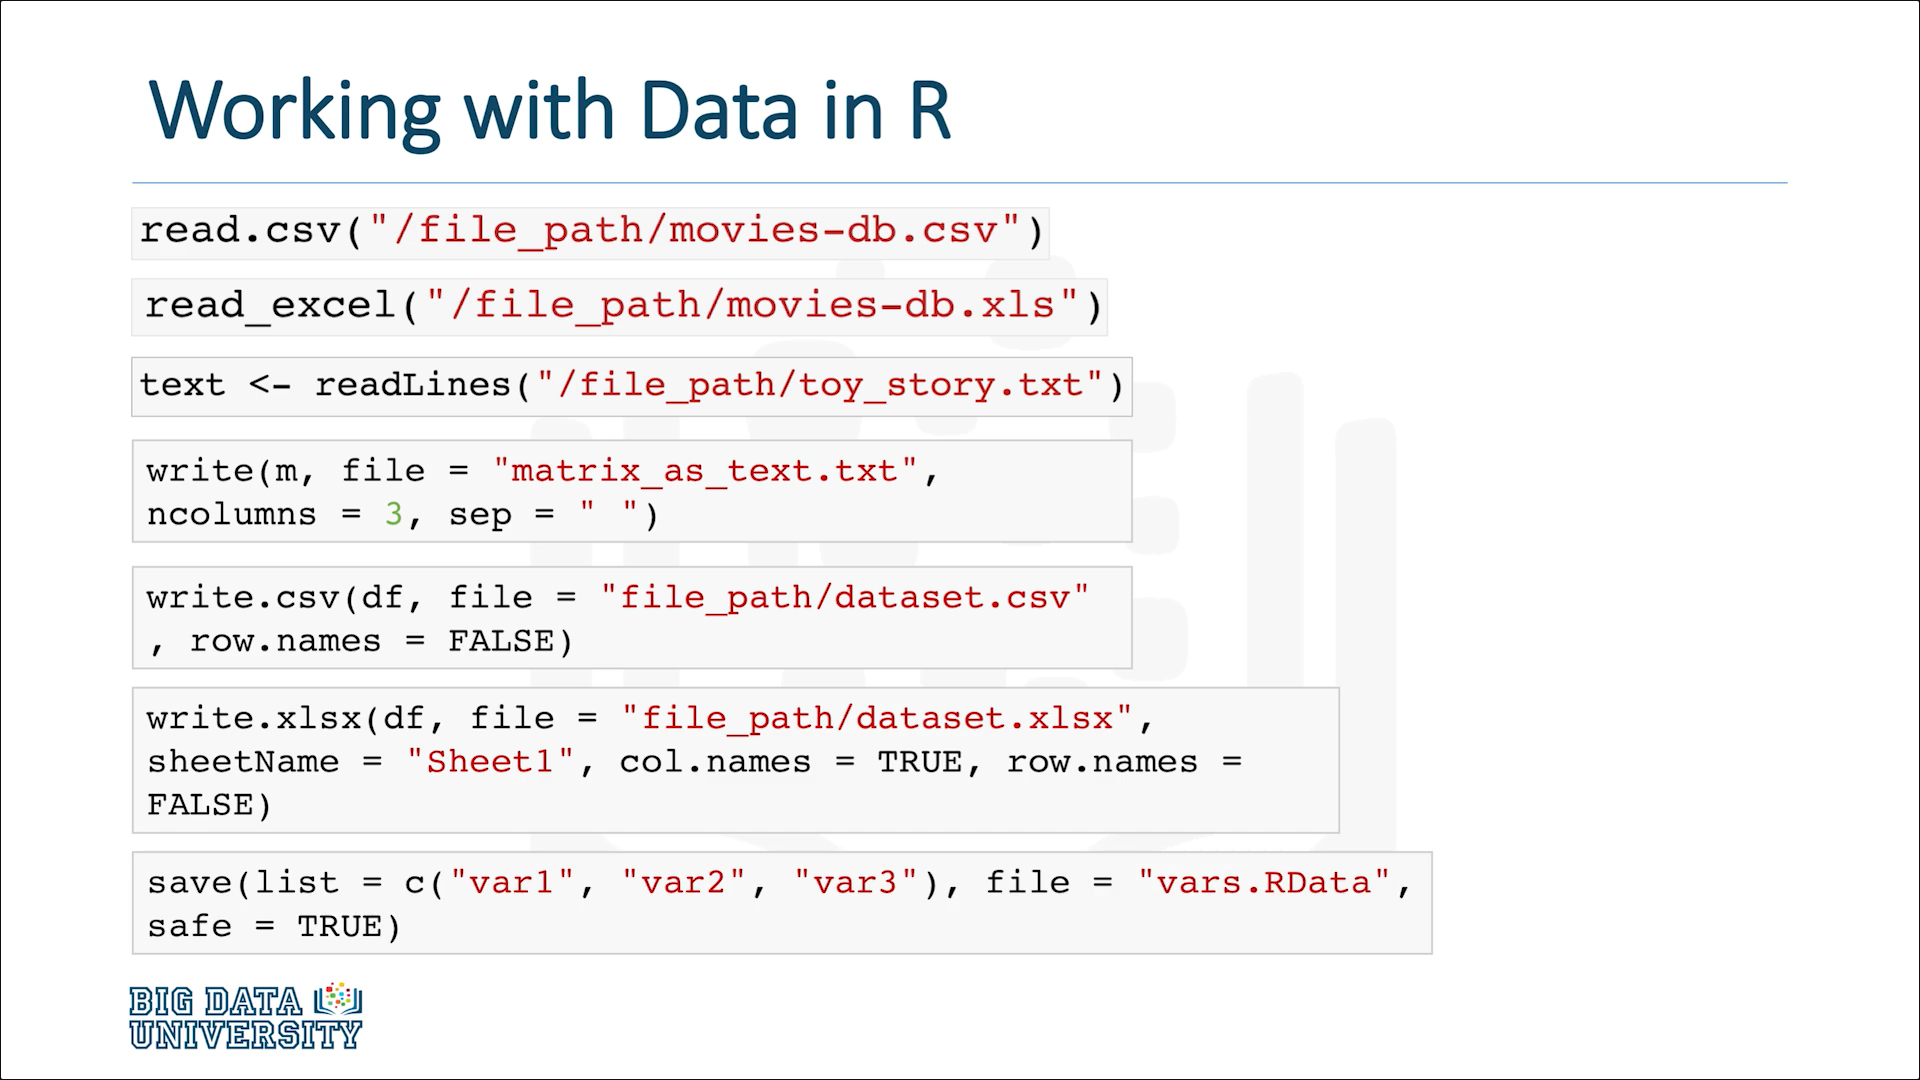 Working with Data in R
read.csv("/file_path/movies-db.csv")
read_excel("/file_path/movies-db.xls")
text <- readLines("/file_path/toy_story.txt")
write(m, file = "matrix_as_text.txt",
ncolumns = 3, sep = " ")
write.csv(df, file = "file_path/dataset.csv"
, row.names = FALSE)
write.xlsx(df, file = "file_path/dataset.xlsx",
sheetName = "Sheet1", col.names = TRUE, row.names =
FALSE)
save(list = c("var1", "var2", "var3"), file = "vars.RData",
safe = TRUE)
BIG DATA
UNIVERSITY